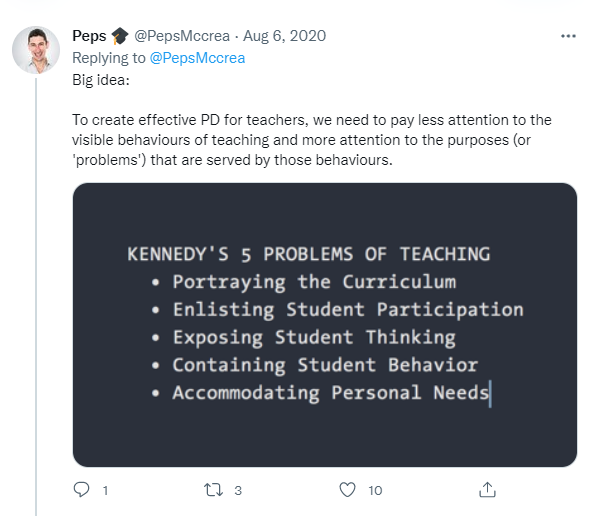 Peps 🎓 @PepsMccrea · Aug 6, 2020
Replying to @PepsMccrea
Big idea:
To create effective PD for teachers, we need to pay less attention to the
visible behaviours of teaching and more attention to the purposes (or
'problems') that are served by those behaviours.
KENNEDY'S 5 PROBLEMS OF TEACHING
• Portraying the Curriculum
• Enlisting Student Participation
• Exposing Student Thinking
• Containing Student Behavior
• Accommodating Personal Needs
1 3 10